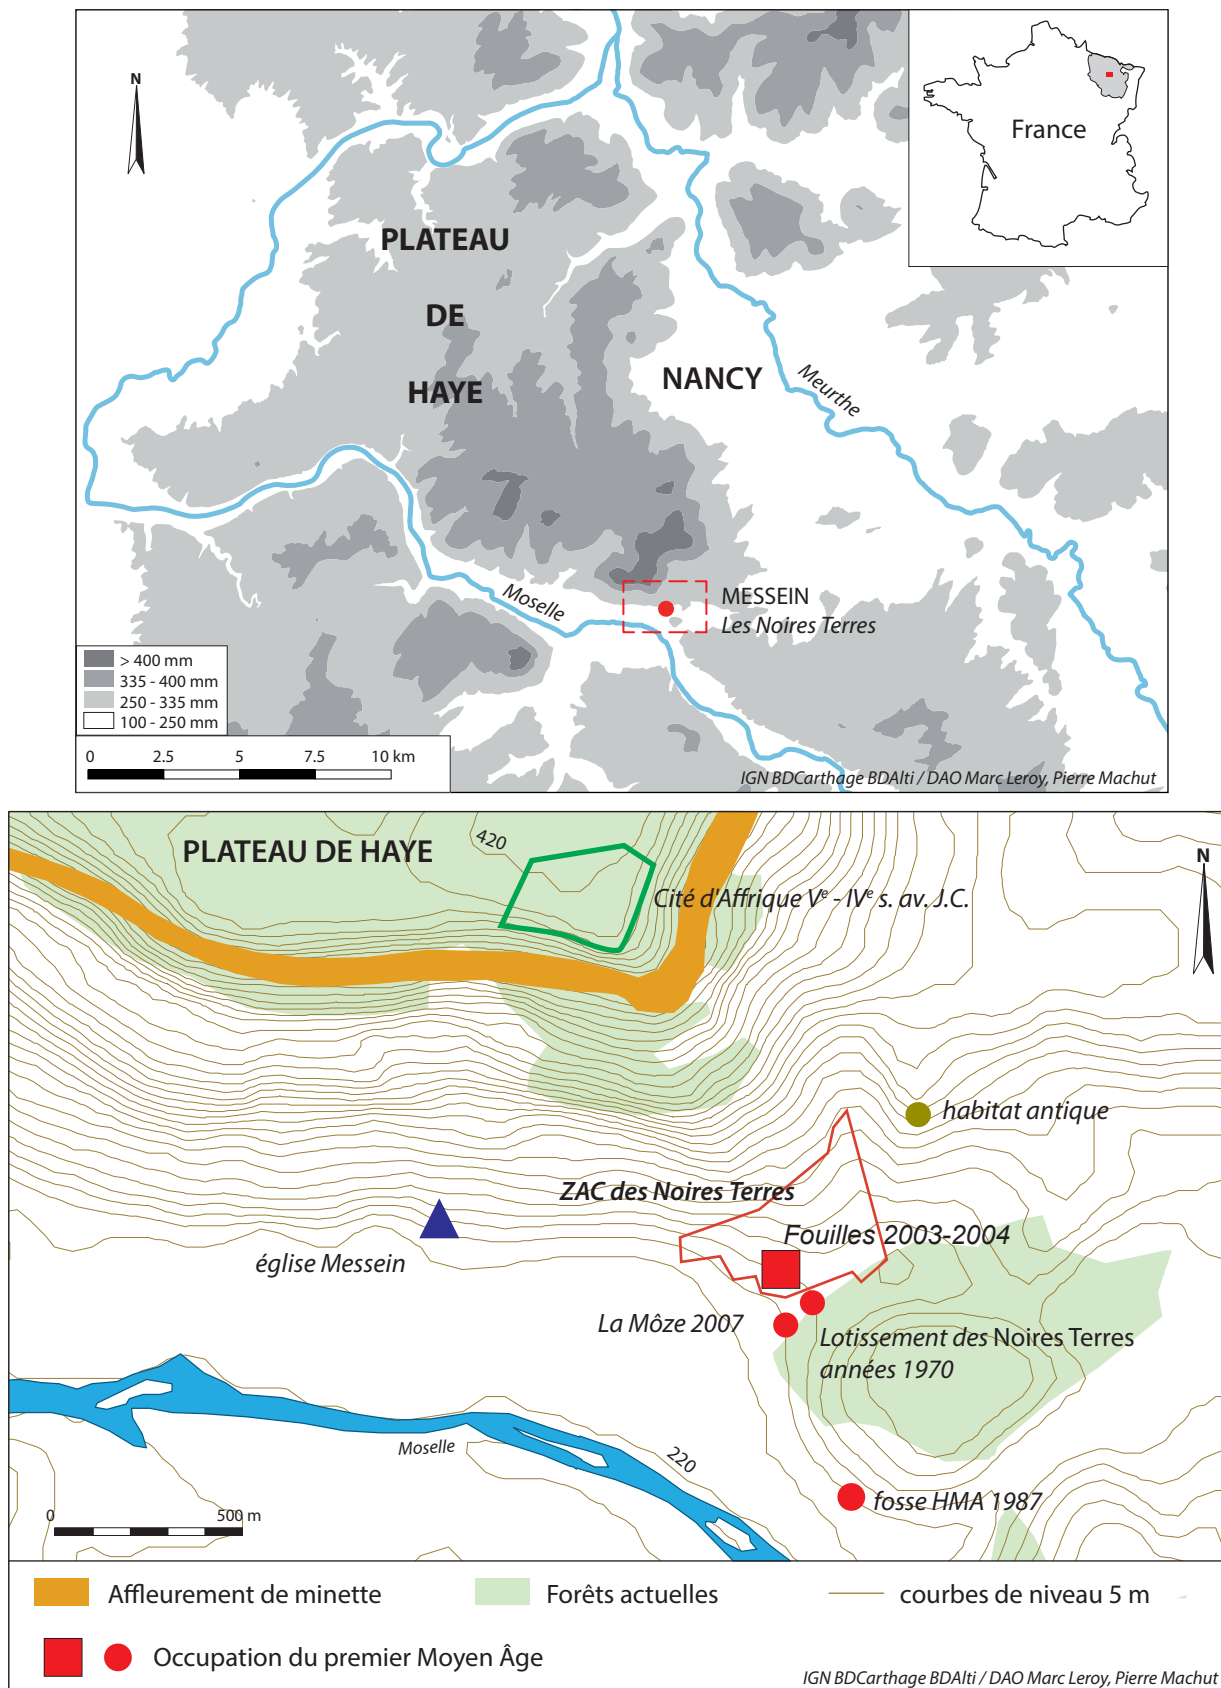 N
France
PLATEAU
DE
HAYE
NANCY
Meurthe
Moselle
MESSEIN
Les Noires Terres
> 400 mm
335 - 400 mm
250 - 335 mm
100 - 250 mm
0 2.5 5 7.5 10 km
IGN BDCarthage BDAlti / DAO Marc Leroy, Pierre Machut
PLATEAU DE HAYE
420
N
Cité d'Affrique Ve - IVe s. av. J.C.
habitat antique
ZAC des Noires Terres
Fouilles 2003-2004
église Messein
La Môze 2007
Lotissement des Noires Terres
années 1970
Moselle
220
fosse HMA 1987
0 500 m
Affleurement de minette
Forêts actuelles
courbes de niveau 5 m
Occupation du premier Moyen Âge
IGN BDCarthage BDAlti / DAO Marc Leroy, Pierre Machut